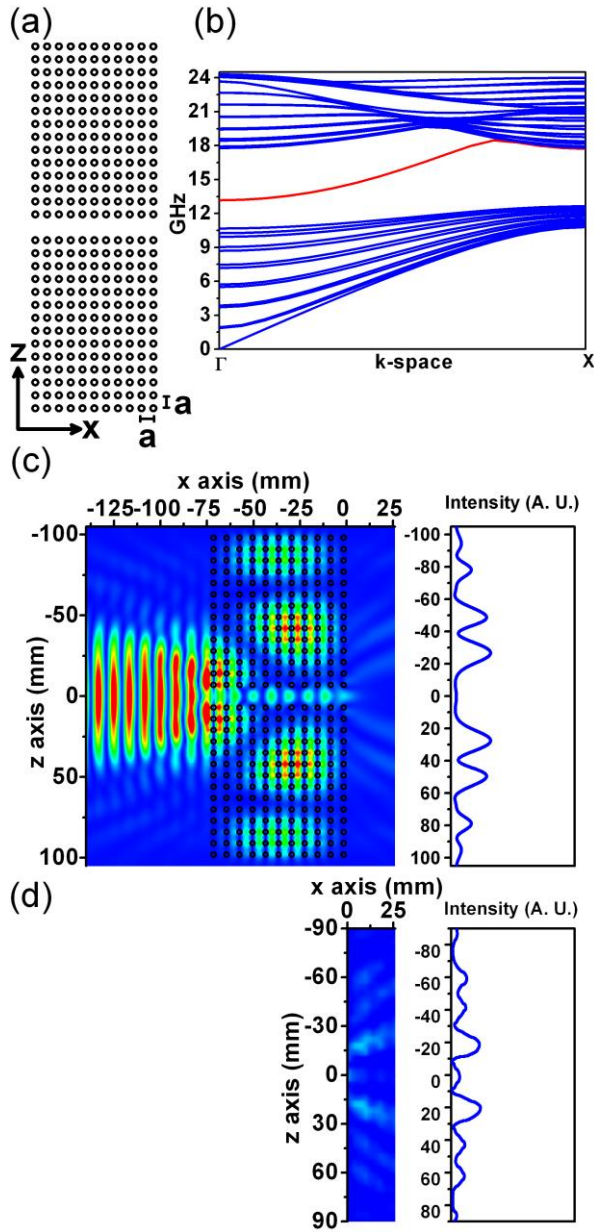 (a)
(b)
z
x
a
a
24
21
18
15
12
9
6
3
0
GHz
Γ
k-space
X
(c)
x axis (mm)
-125 -100 -75 -50 -25 0 25
-100
-50
0
50
100
z axis (mm)
Intensity (A. U.)
-100
-80
-60
-40
-20
0
20
40
60
80
100
(d)
x axis (mm)
0 25
-90
-60
-30
0
30
60
90
z axis (mm)
Intensity (A. U.)
-80
-60
-40
-20
0
20
40
60
80